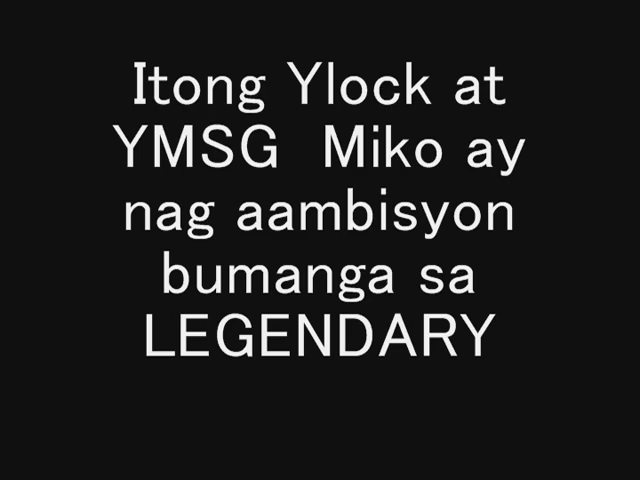 Itong Ylock at
YMSG Miko ay
nag aambisyon
bumanga sa
LEGENDARY